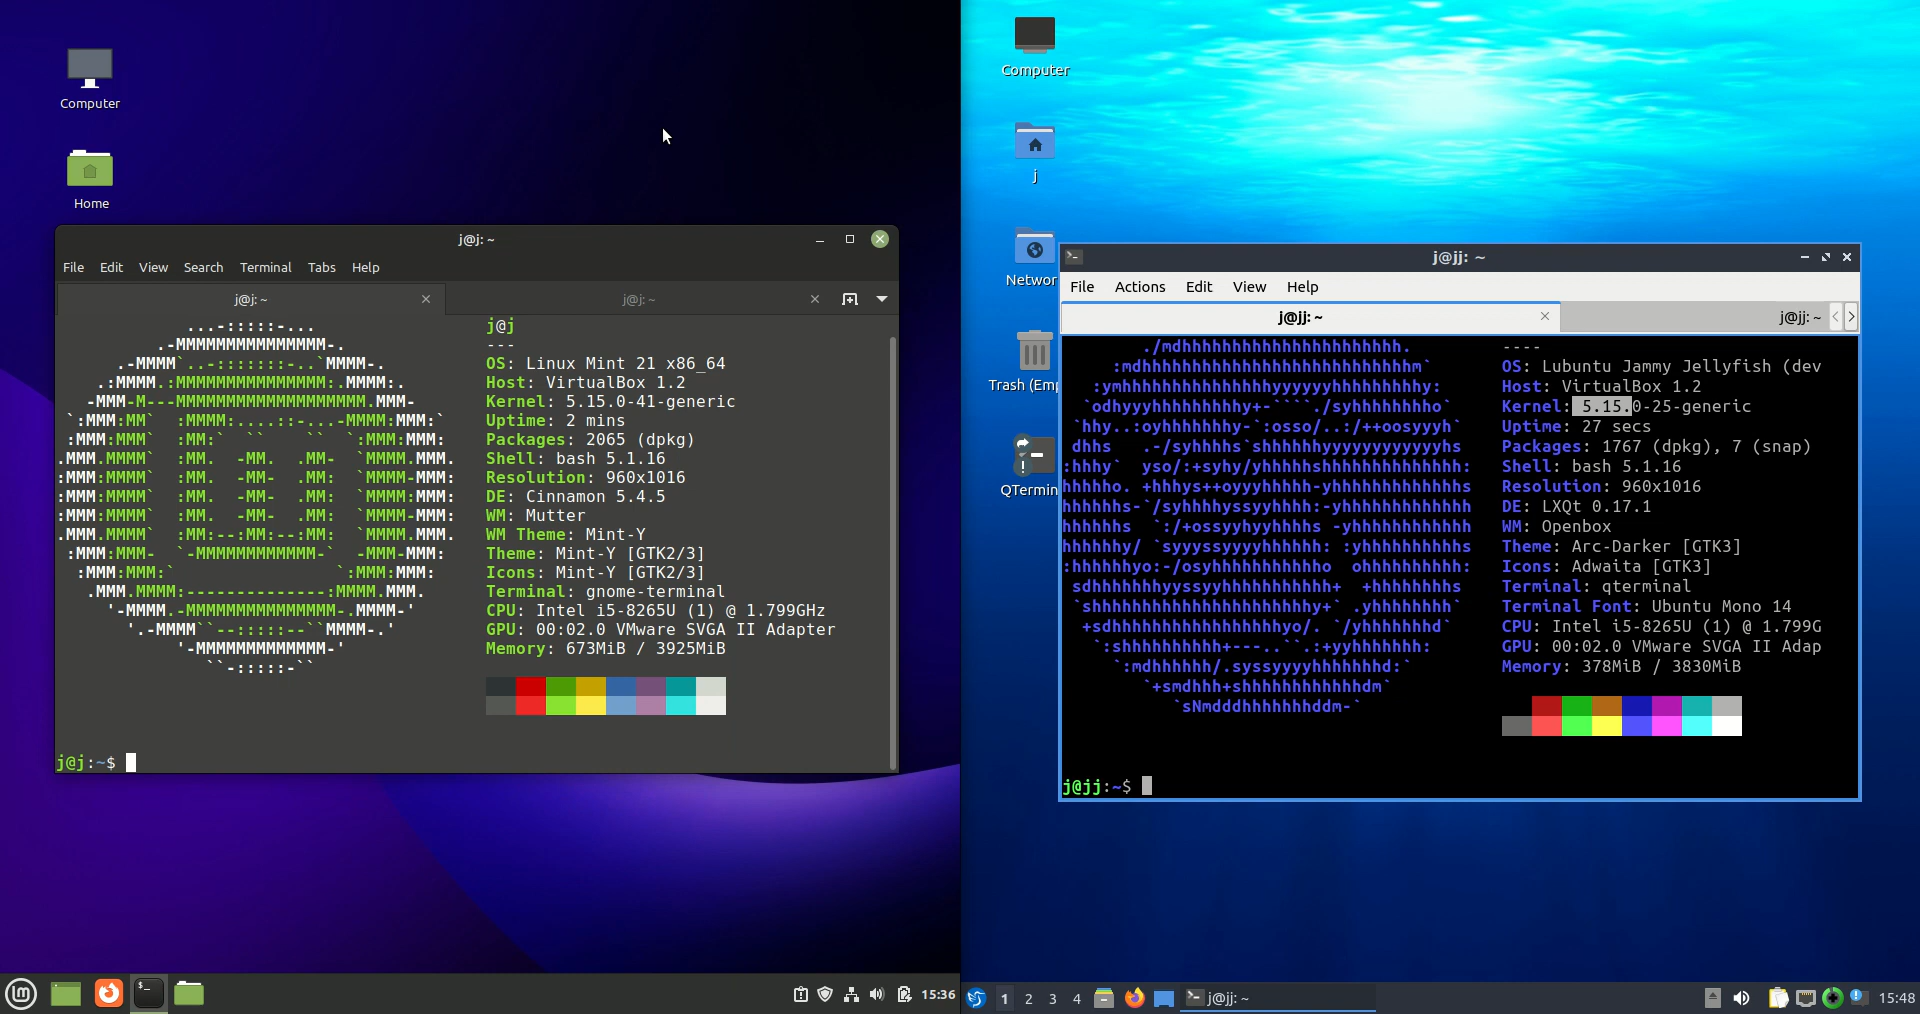 Computer
Home
j@j: ~
File Edit View Search Terminal Tabs Help
j@j: ~
j@j: ~
j@j
---
OS: Linux Mint 21 x86_64
Host: VirtualBox 1.2
Kernel: 5.15.0-41-generic
Uptime: 2 mins
Packages: 2065 (dpkg)
Shell: bash 5.1.16
Resolution: 960x1016
DE: Cinnamon 5.4.5
WM: Mutter
WM Theme: Mint-Y
Theme: Mint-Y [GTK2/3]
Icons: Mint-Y [GTK2/3]
Terminal: gnome-terminal
CPU: Intel i5-8265U (1) @ 1.799GHz
GPU: 00:02.0 VMware SVGA II Adapter
Memory: 673MiB / 3925MiB
j@j:~$
15:36
Computer
j
Networ
Trash (Emp
QTermin
j@jj: ~
File Actions Edit View Help
j@jj: ~
j@jj: ~
----
OS: Lubuntu Jammy Jellyfish (dev
Host: VirtualBox 1.2
Kernel: 5.15.0-25-generic
Uptime: 27 secs
Packages: 1767 (dpkg), 7 (snap)
Shell: bash 5.1.16
Resolution: 960x1016
DE: LXQt 0.17.1
WM: Openbox
Theme: Arc-Darker [GTK3]
Icons: Adwaita [GTK3]
Terminal: qterminal
Terminal Font: Ubuntu Mono 14
CPU: Intel i5-8265U (1) @ 1.799G
GPU: 00:02.0 VMware SVGA II Adap
Memory: 378MiB / 3830MiB
j@jj:~$
1 2 3 4
j@jj: ~
15:48